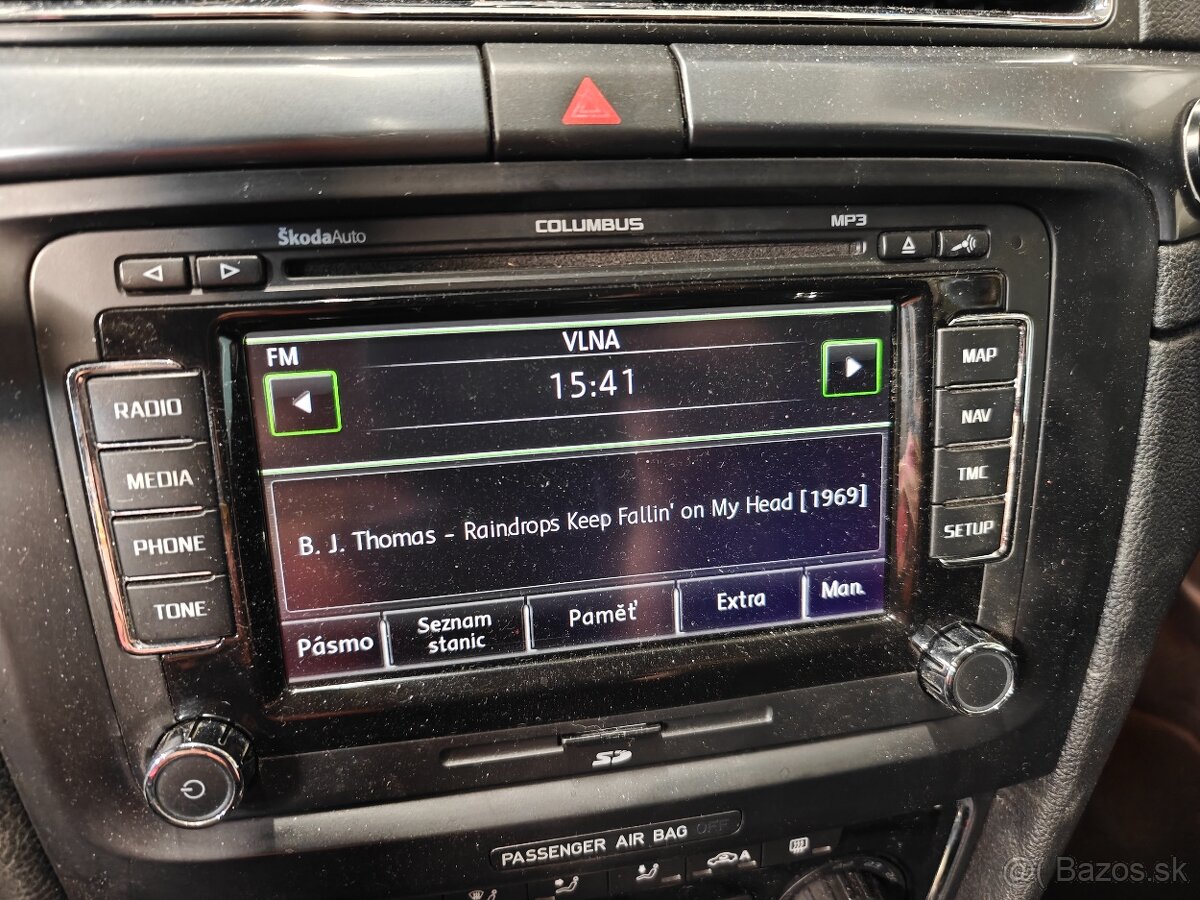 ŠkodaAuto
COLUMBUS
MP3
FM
VLNA
15:41
RADIO
MEDIA
PHONE
TONE
MAP
NAV
TMC
SETUP
B. J. Thomas - Raindrops Keep Fallin' on My Head [1969]
Pásmo
Seznam
stanic
Paměť
Extra
Man.
SD
PASSENGER AIR BAG OFF
A
Bazos.sk